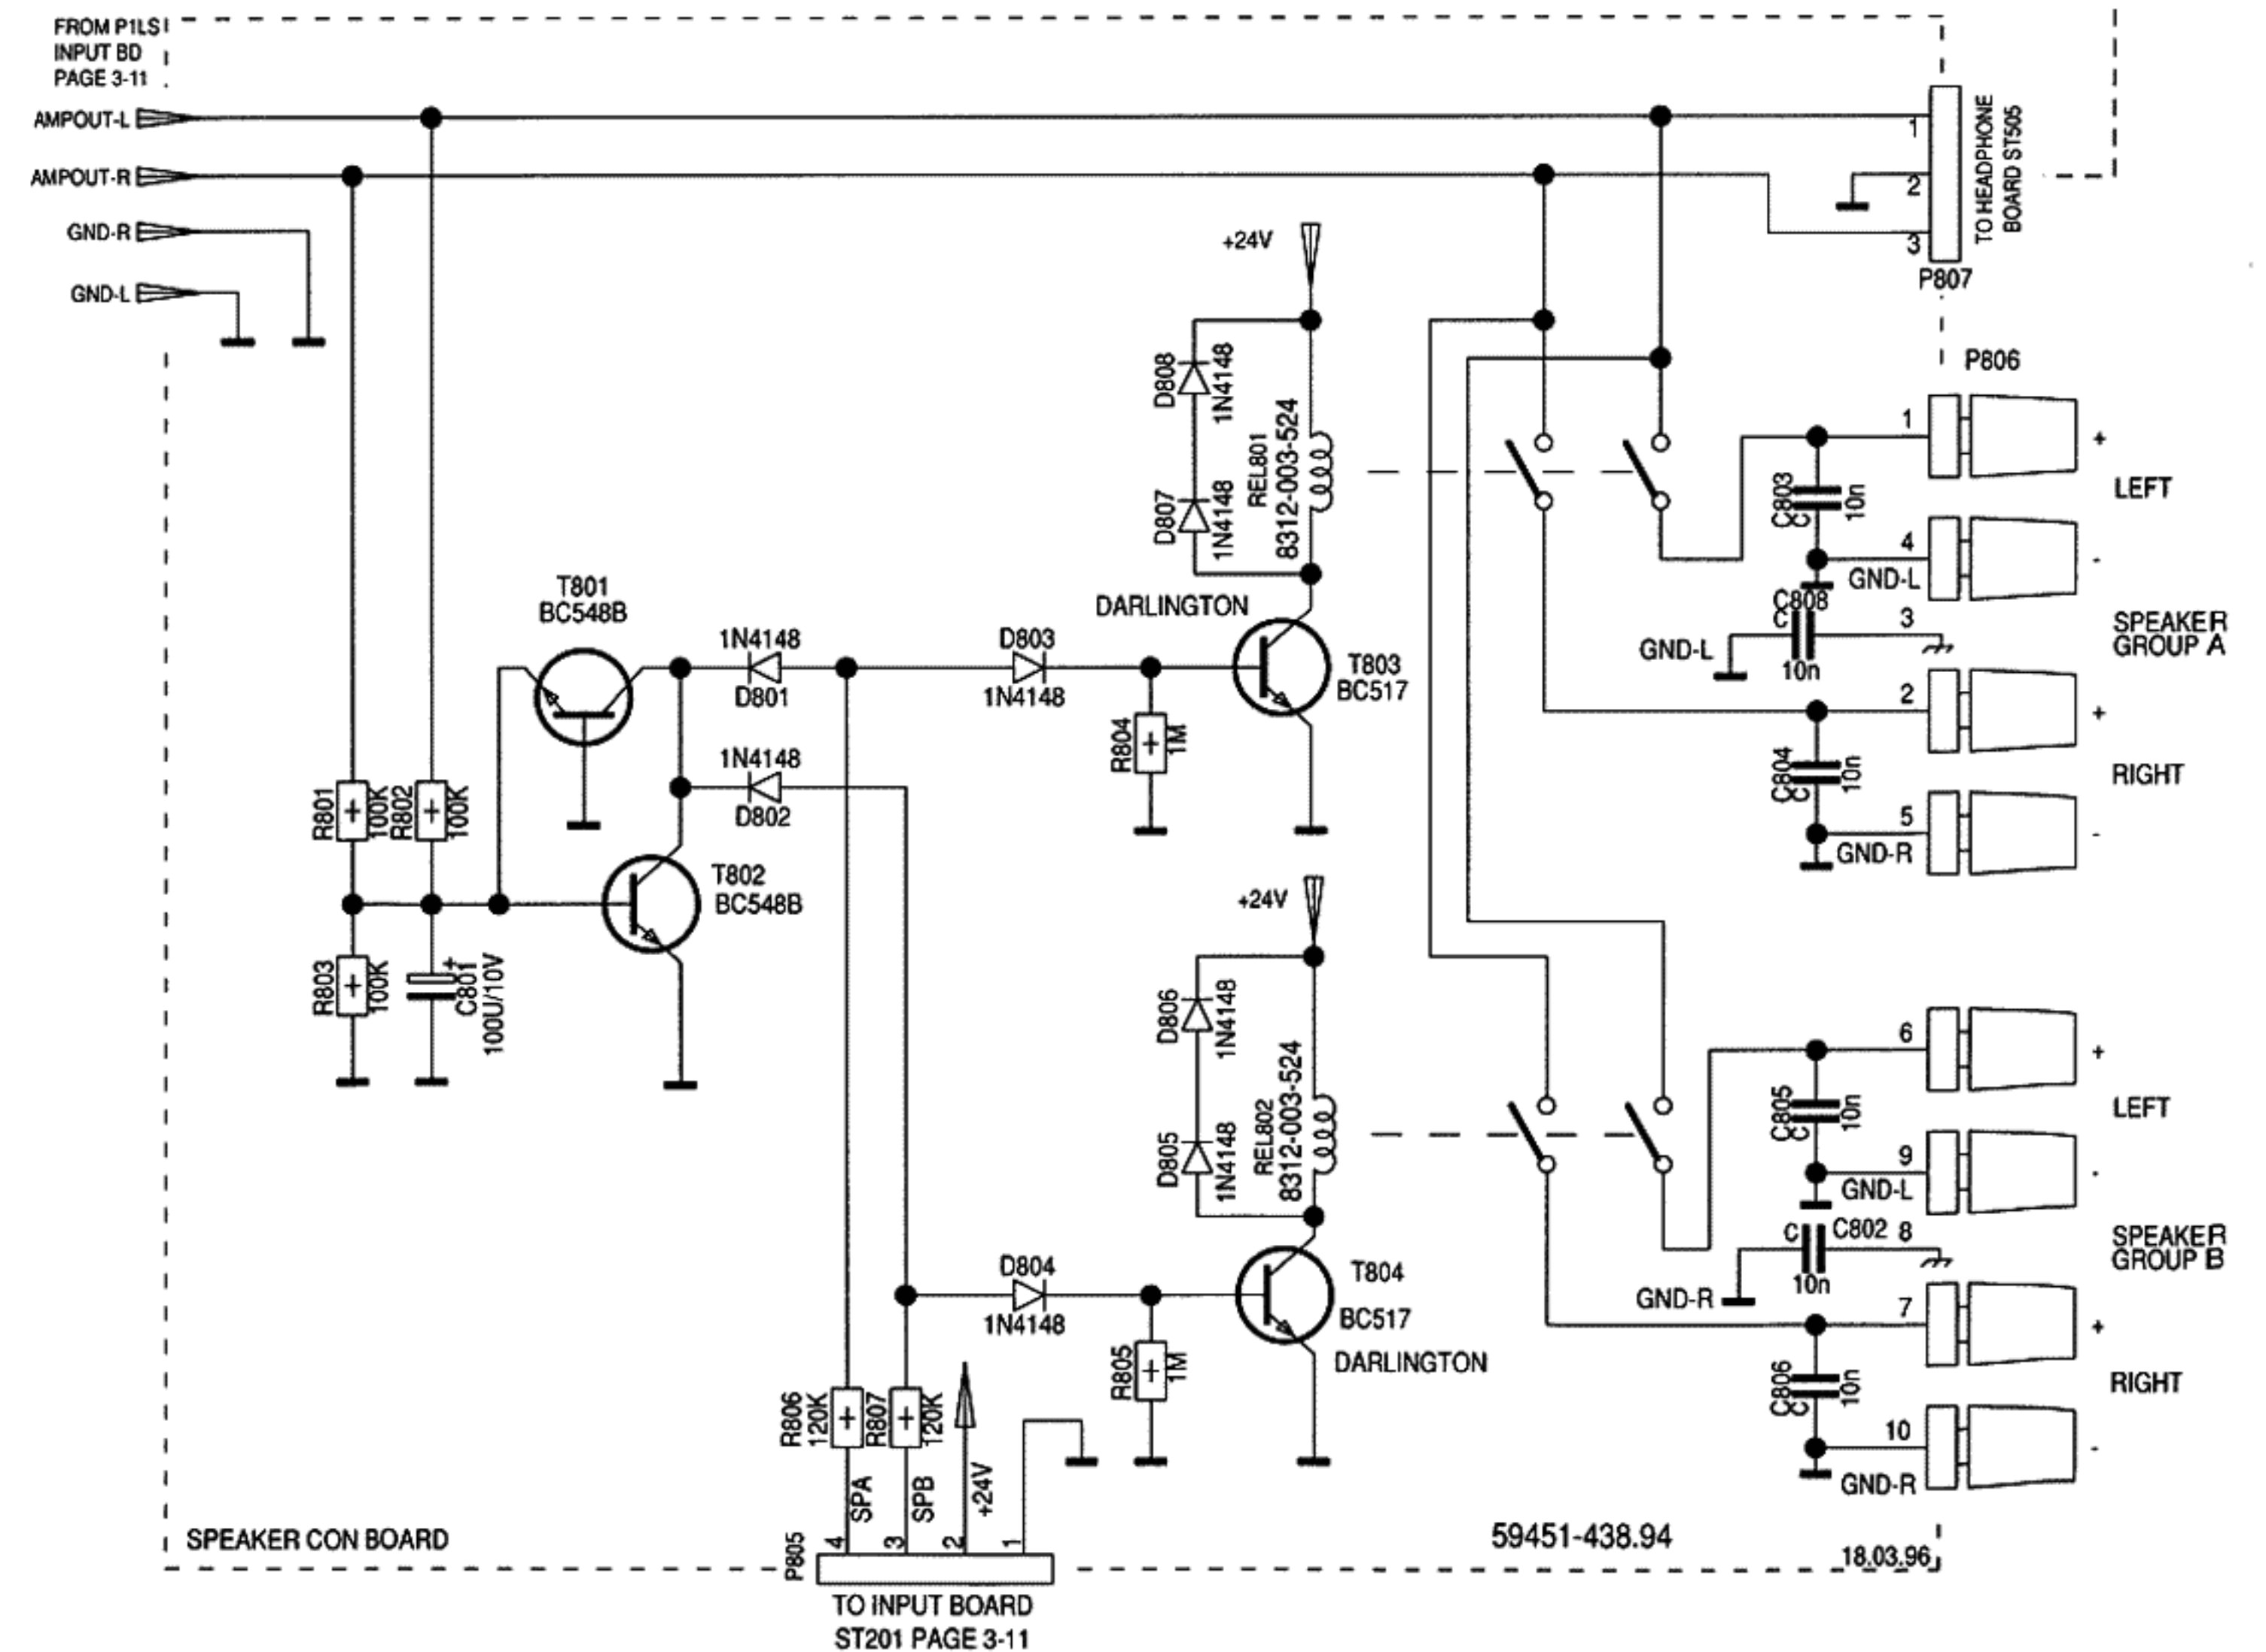 FROM P1LS
INPUT BD
PAGE 3-11
AMPOUT-L
AMPOUT-R
GND-R
GND-L
1
2
3
TO HEADPHONE
BOARD ST505
P807
+24V
D808
1N4148
D807
1N4148
REL801
8312-003-524
P806
1
+
LEFT
C803
C
10n
4
-
GND-L
C808
C
10n
GND-L
3
SPEAKER
GROUP A
2
+
RIGHT
C804
C
10n
5
-
GND-R
T801
BC548B
1N4148
D801
D803
1N4148
DARLINGTON
T803
BC517
R804
1M
1N4148
D802
R801
100K
R802
100K
T802
BC548B
R803
100K
+
C801
100U/10V
+24V
D806
1N4148
D805
1N4148
REL802
8312-003-524
6
+
LEFT
C805
C
10n
9
-
GND-L
C
C802
8
10n
GND-R
SPEAKER
GROUP B
7
+
RIGHT
C806
C
10n
10
-
GND-R
D804
1N4148
T804
BC517
DARLINGTON
R805
1M
R806
120K
R807
120K
SPA
SPB
+24V
4
3
2
1
P805
SPEAKER CON BOARD
59451-438.94
18.03.96
TO INPUT BOARD
ST201 PAGE 3-11